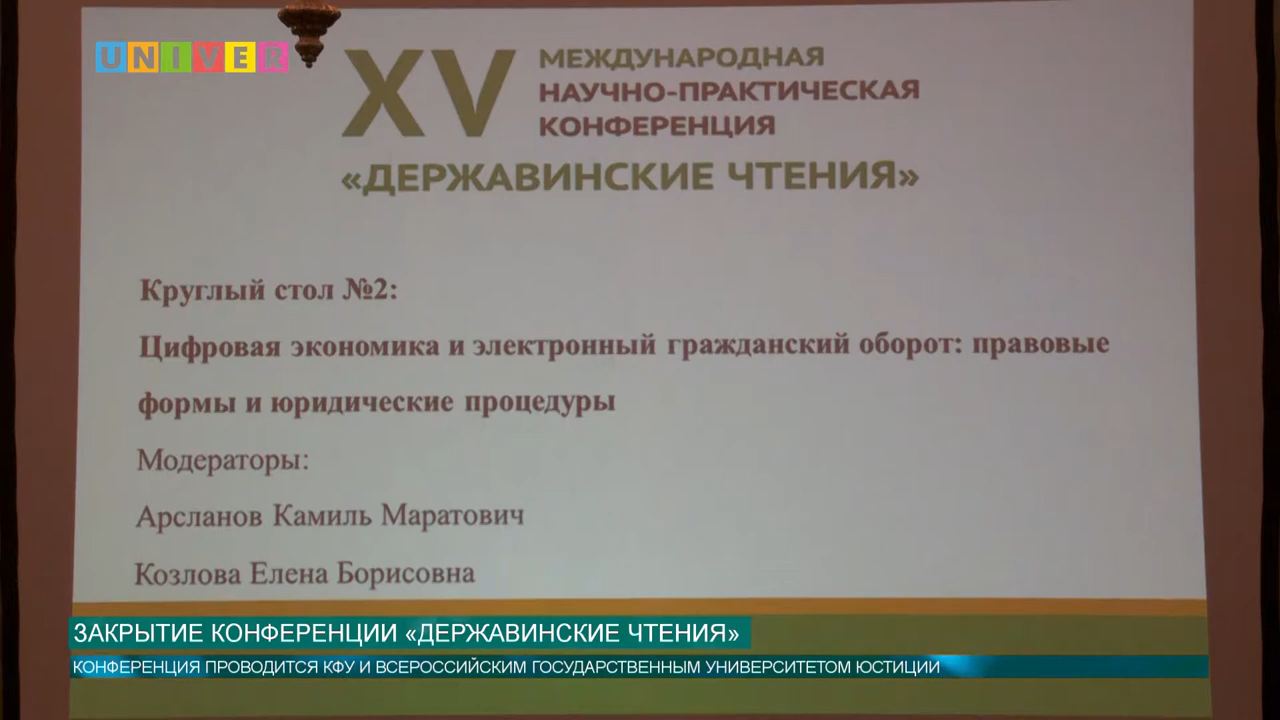 UNIVER
XV
МЕЖДУНАРОДНАЯ
НАУЧНО-ПРАКТИЧЕСКАЯ
КОНФЕРЕНЦИЯ
«ДЕРЖАВИНСКИЕ ЧТЕНИЯ»
Круглый стол №2:
Цифровая экономика и электронный гражданский оборот: правовые
формы и юридические процедуры
Модераторы:
Арсланов Камиль Маратович
Козлова Елена Борисовна
ЗАКРЫТИЕ КОНФЕРЕНЦИИ «ДЕРЖАВИНСКИЕ ЧТЕНИЯ»
КОНФЕРЕНЦИЯ ПРОВОДИТСЯ КФУ И ВСЕРОССИЙСКИМ ГОСУДАРСТВЕННЫМ УНИВЕРСИТЕТОМ ЮСТИЦИИ